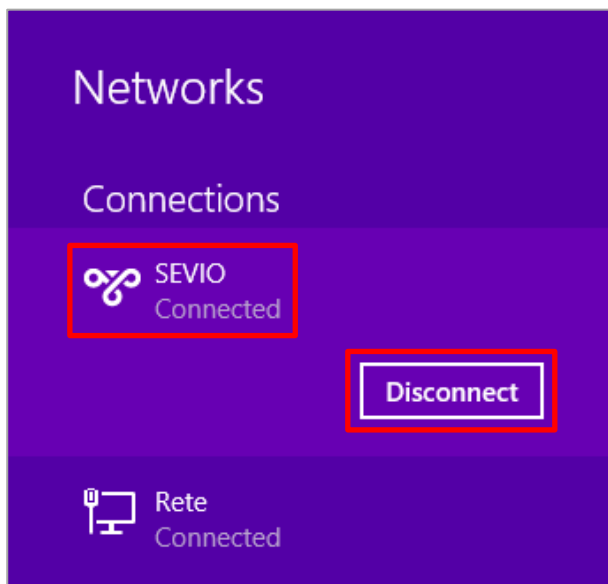 Networks
Connections
SEVIO
Connected
Disconnect
Rete
Connected